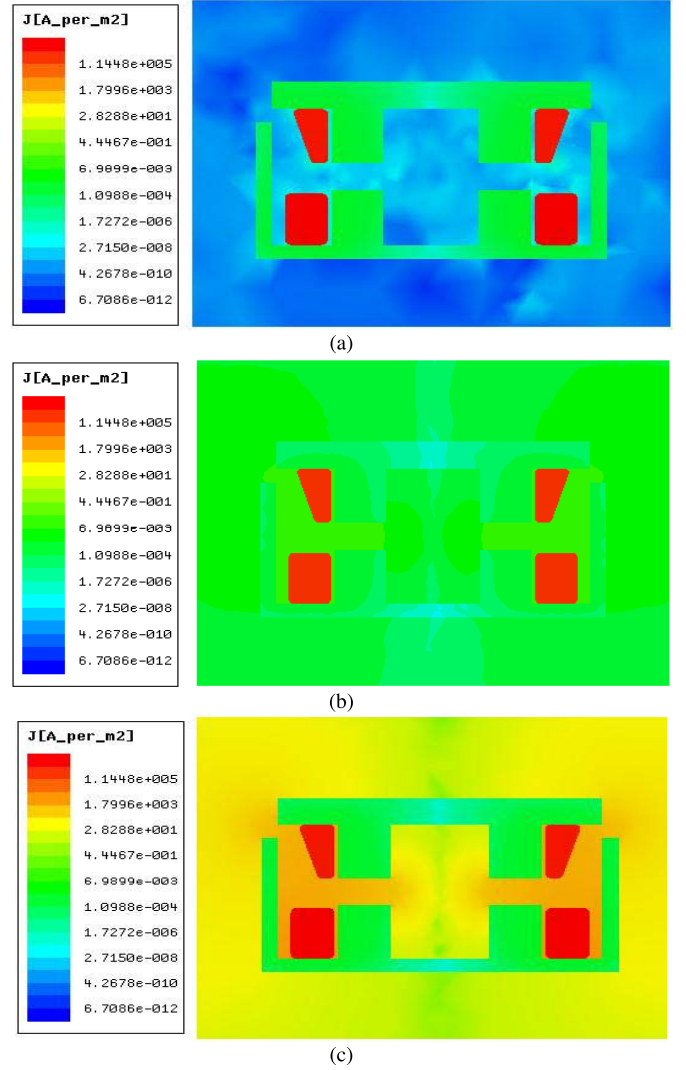 J[A_per_m2]
1.1448e+005
1.7996e+003
2.8288e+001
4.4467e-001
6.9899e-003
1.0988e-004
1.7272e-006
2.7150e-008
4.2678e-010
6.7086e-012
(a)
J[A_per_m2]
1.1448e+005
1.7996e+003
2.8288e+001
4.4467e-001
6.9899e-003
1.0988e-004
1.7272e-006
2.7150e-008
4.2678e-010
6.7086e-012
(b)
J[A_per_m2]
1.1448e+005
1.7996e+003
2.8288e+001
4.4467e-001
6.9899e-003
1.0988e-004
1.7272e-006
2.7150e-008
4.2678e-010
6.7086e-012
(c)